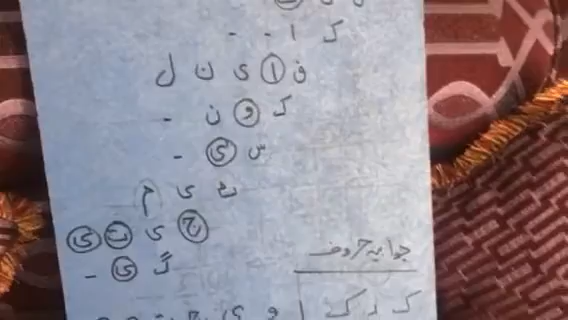 ک ا - -
ف ا ی ن ل
ک و ن -
س ی -
ٹ ی م
ج ی ت ی
گ ی -
جوابیہ حروف
ک ر ک